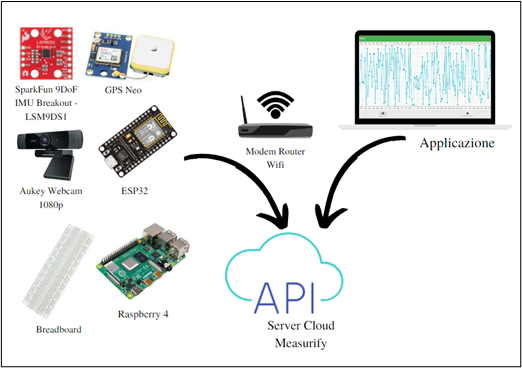 SparkFun 9DoF
IMU Breakout -
LSM9DS1
GPS Neo
Aukey Webcam
1080p
ESP32
Modem Router
Wifi
Applicazione
Breadboard
Raspberry 4
API
Server Cloud
Measurify